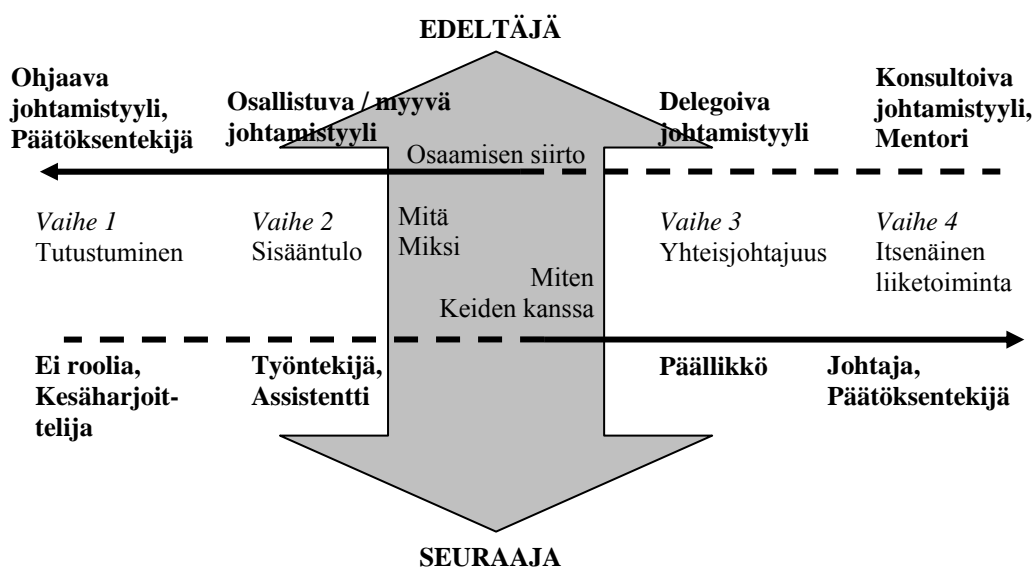 EDELTÄJÄ
Ohjaava
johtamistyyli,
Päätöksentekijä
Osallistuva / myyvä
johtamistyyli
Delegoiva
johtamistyyli
Konsultoiva
johtamistyyli,
Mentori
Osaamisen siirto
Vaihe 1
Tutustuminen
Vaihe 2
Sisääntulo
Mitä
Miksi
Miten
Keiden kanssa
Vaihe 3
Yhteisjohtajuus
Vaihe 4
Itsenäinen
liiketoiminta
Ei roolia,
Kesäharjoit-
telija
Työntekijä,
Assistentti
Päällikkö
Johtaja,
Päätöksentekijä
SEURAAJA